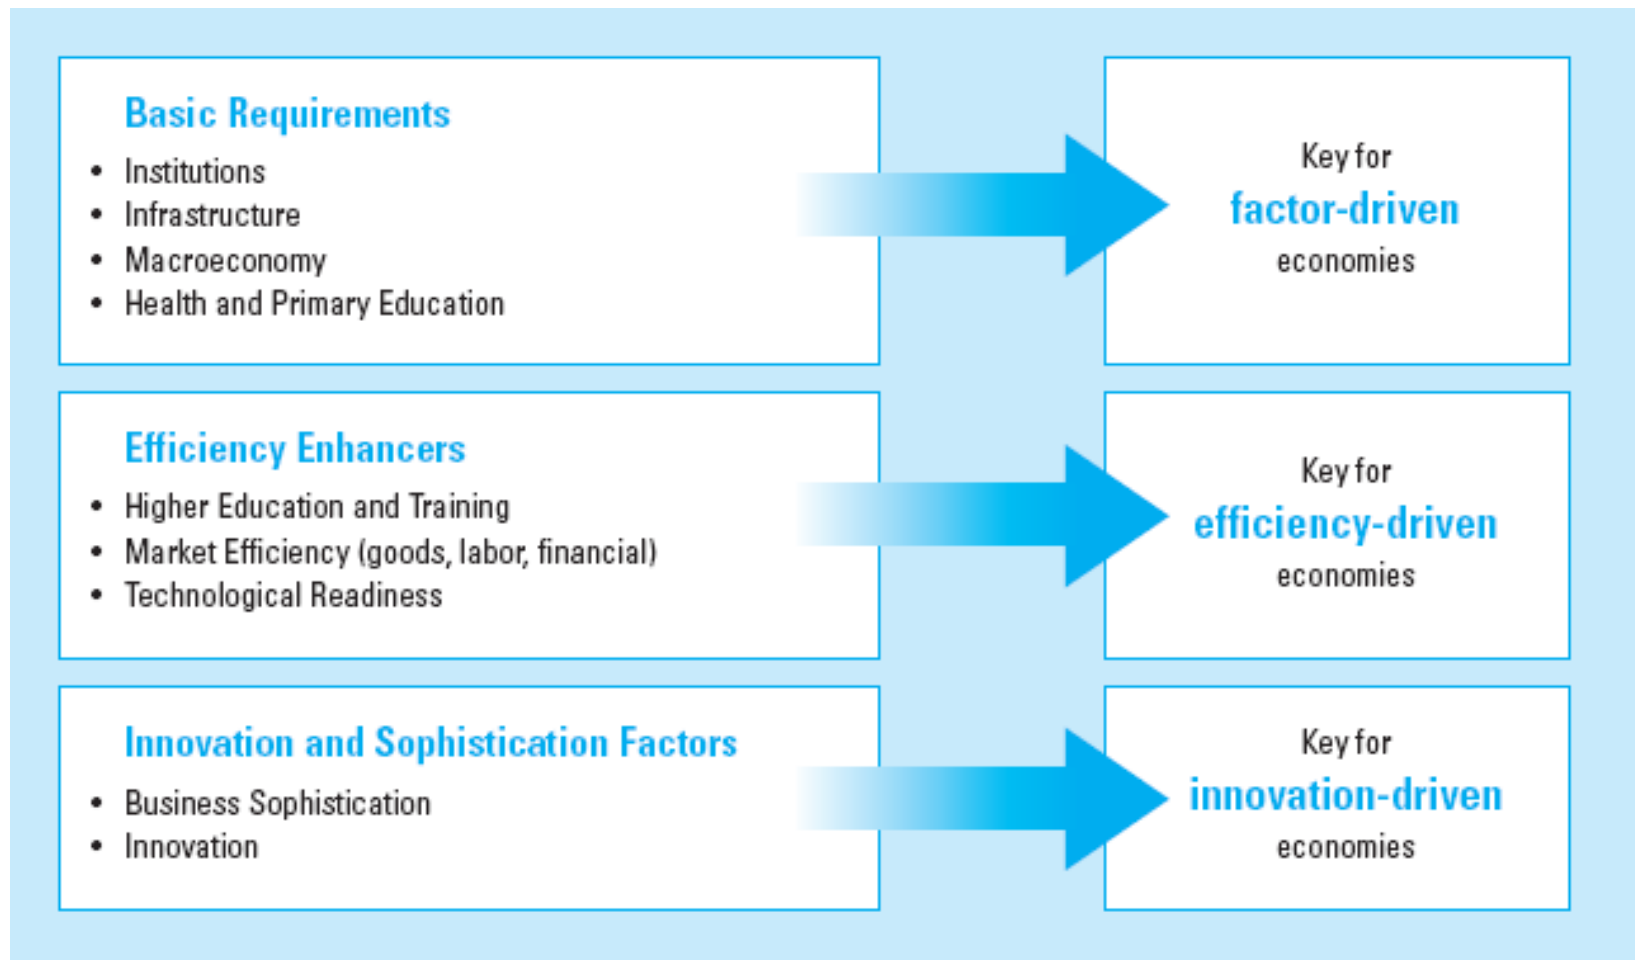 Basic Requirements
• Institutions
• Infrastructure
• Macroeconomy
• Health and Primary Education
Key for
factor-driven
economies
Efficiency Enhancers
• Higher Education and Training
• Market Efficiency (goods, labor, financial)
• Technological Readiness
Key for
efficiency-driven
economies
Innovation and Sophistication Factors
• Business Sophistication
• Innovation
Key for
innovation-driven
economies